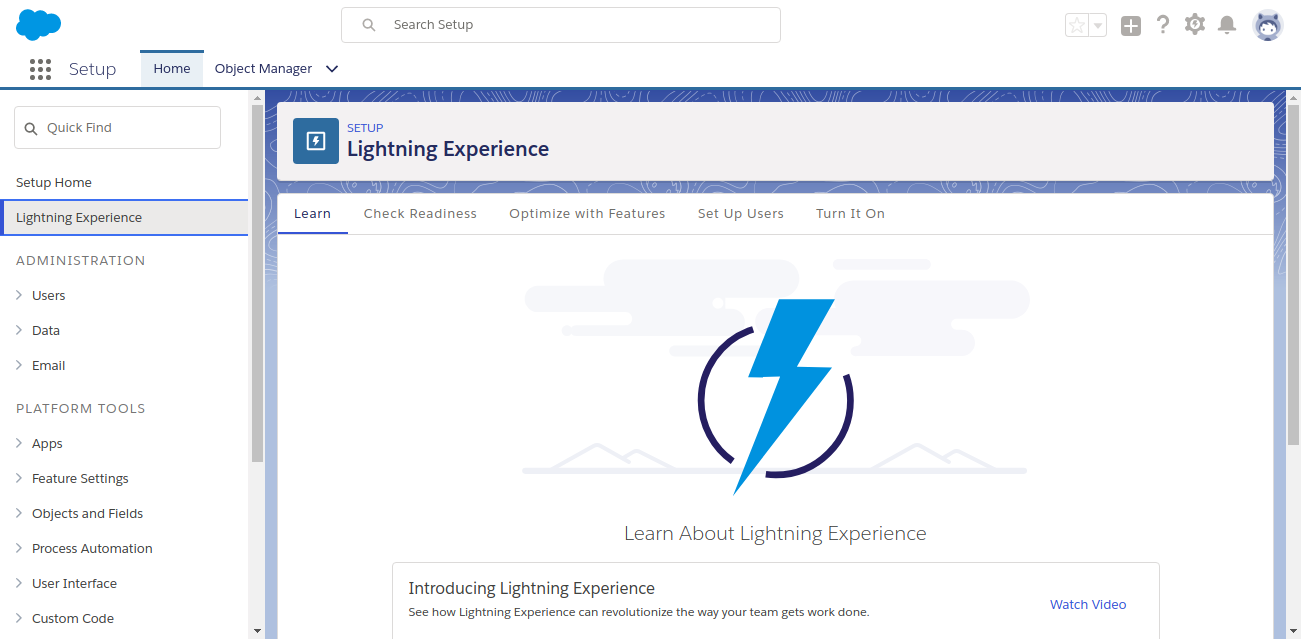 Search Setup
Setup
Home
Object Manager
Quick Find
Setup Home
Lightning Experience
ADMINISTRATION
Users
Data
Email
PLATFORM TOOLS
Apps
Feature Settings
Objects and Fields
Process Automation
User Interface
Custom Code
SETUP
Lightning Experience
Learn
Check Readiness
Optimize with Features
Set Up Users
Turn It On
Learn About Lightning Experience
Introducing Lightning Experience
See how Lightning Experience can revolutionize the way your team gets work done.
Watch Video